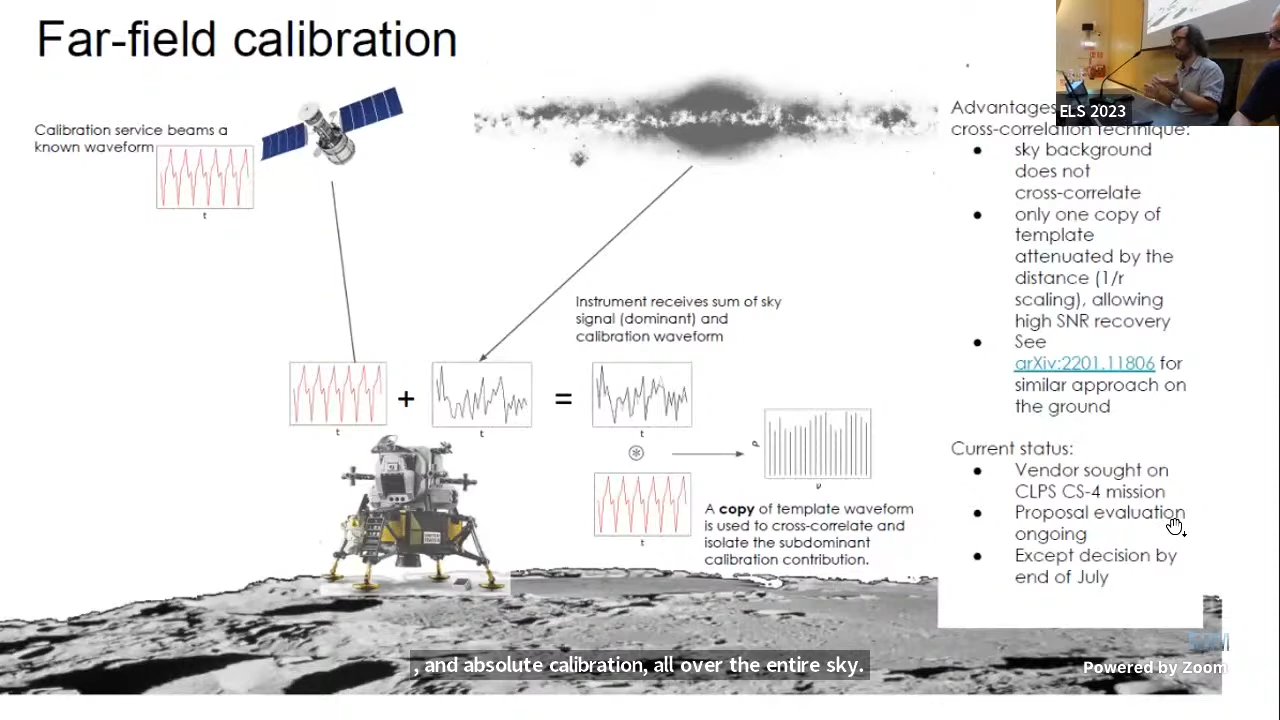 Far-field calibration
Calibration service beams a
known waveform
t
ELS 2023
Advantages
cross-correlation technique:
● sky background
does not
cross-correlate
● only one copy of
template
attenuated by the
distance (1/r
scaling), allowing
high SNR recovery
● See
arXiv:2201.11806 for
similar approach on
the ground
Instrument receives sum of sky
signal (dominant) and
calibration waveform
+
=
t
t
t
ρ
ν
t
A copy of template waveform
is used to cross-correlate and
isolate the subdominant
calibration contribution.
Current status:
● Vendor sought on
CLPS CS-4 mission
● Proposal evaluation
ongoing
● Except decision by
end of July
, and absolute calibration, all over the entire sky.
Powered by Zoom